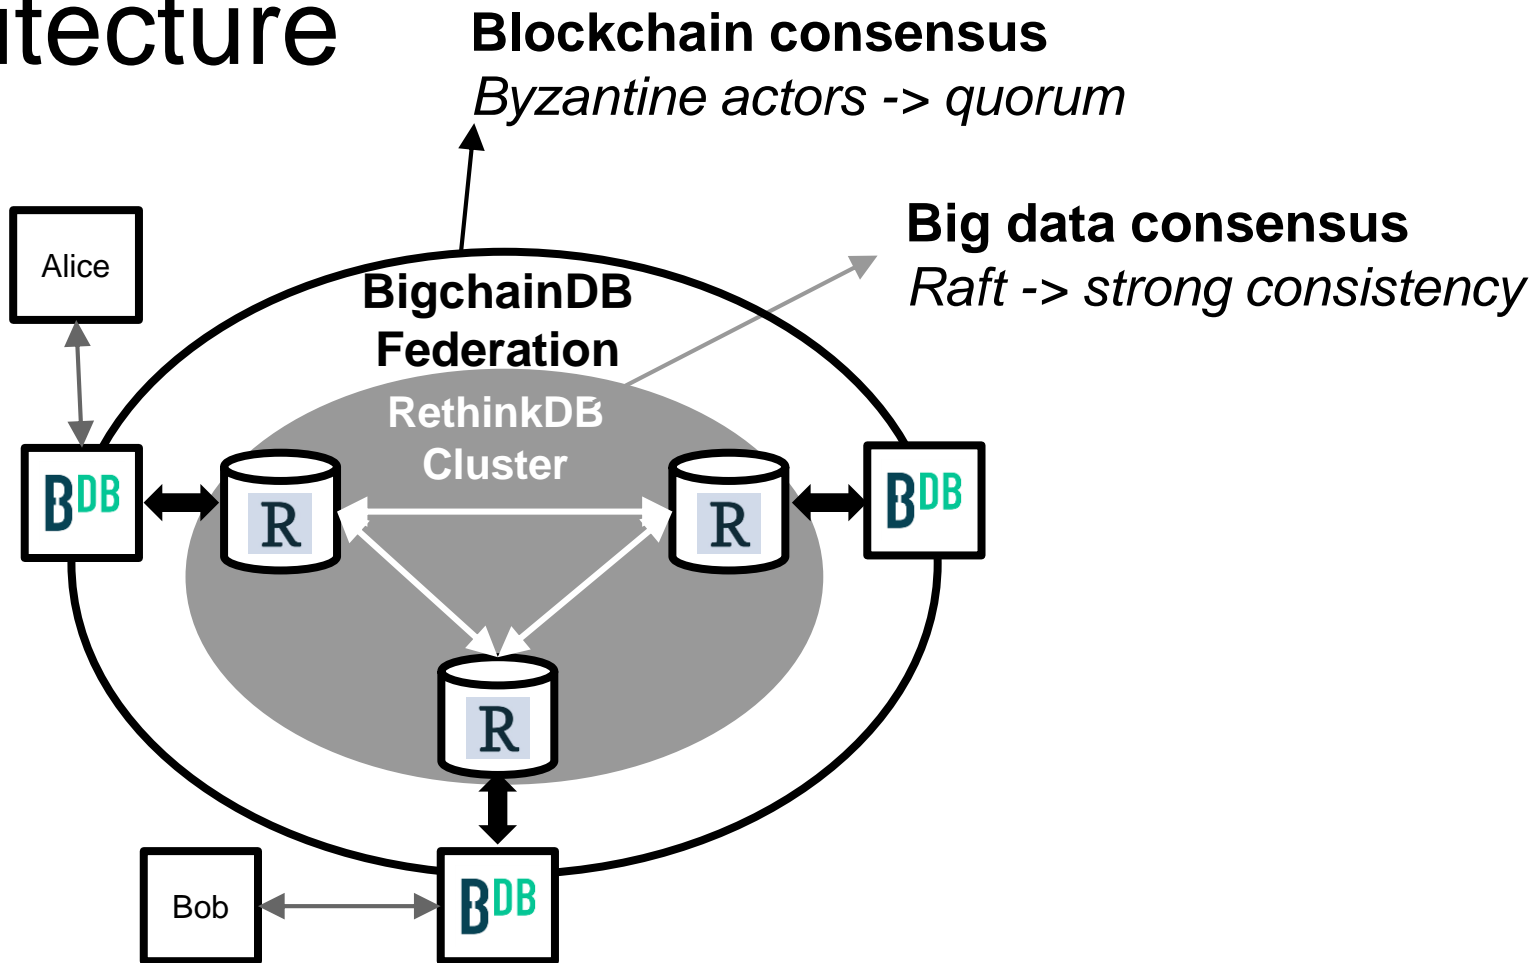 itecture
Blockchain consensus
Byzantine actors -> quorum
Big data consensus
Raft -> strong consistency
Alice
BigchainDB
Federation
RethinkDB
Cluster
BDB
R
R
BDB
R
Bob
BDB